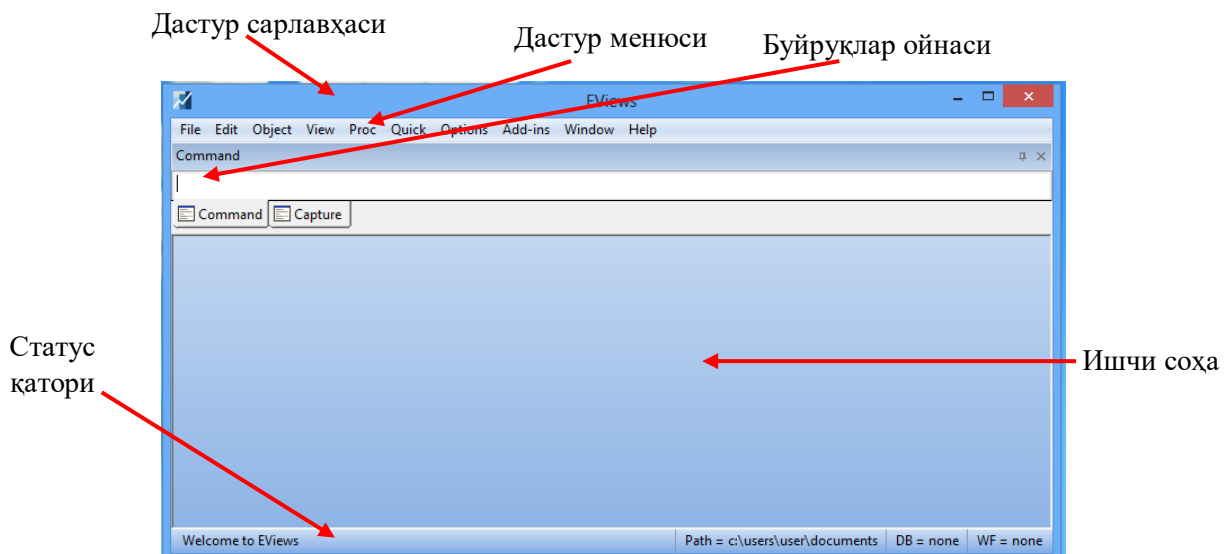 Дастур сарлавҳаси
Дастур менюси
Буйруқлар ойнаси
EViews
File Edit Object View Proc Quick Options Add-ins Window Help
Command
Command Capture
Статус
қатори
Ишчи соҳа
Welcome to EViews Path = c:\users\user\documents DB = none WF = none